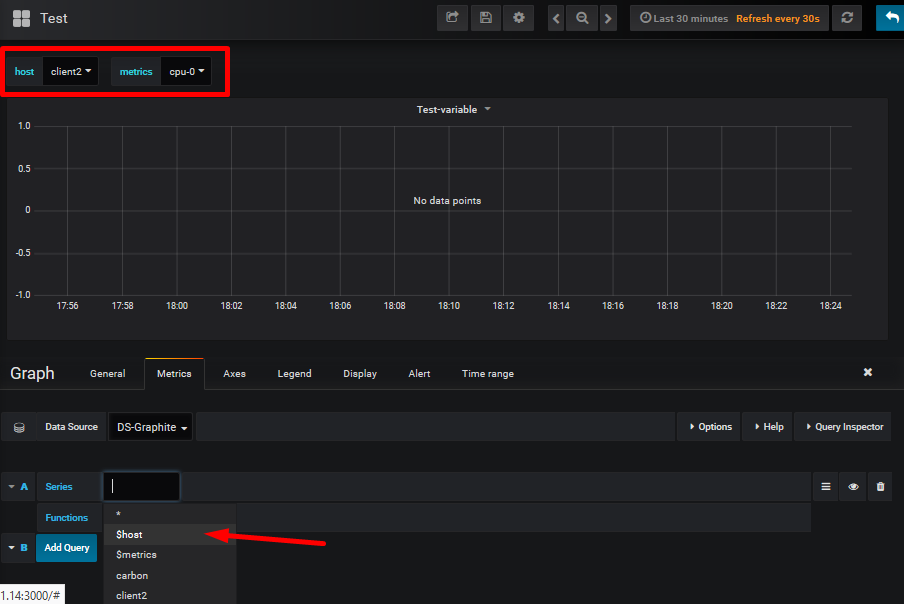 Test
Last 30 minutes Refresh every 30s
host client2 metrics cpu-0
Test-variable
1.0
0.5
0
-0.5
-1.0
No data points
17:56 17:58 18:00 18:02 18:04 18:06 18:08 18:10 18:12 18:14 18:16 18:18 18:20 18:22 18:24
Graph General Metrics Axes Legend Display Alert Time range
Data Source DS-Graphite Options Help Query Inspector
A Series
Functions
B Add Query
*
$host
$metrics
carbon
client2
1.14:3000/#